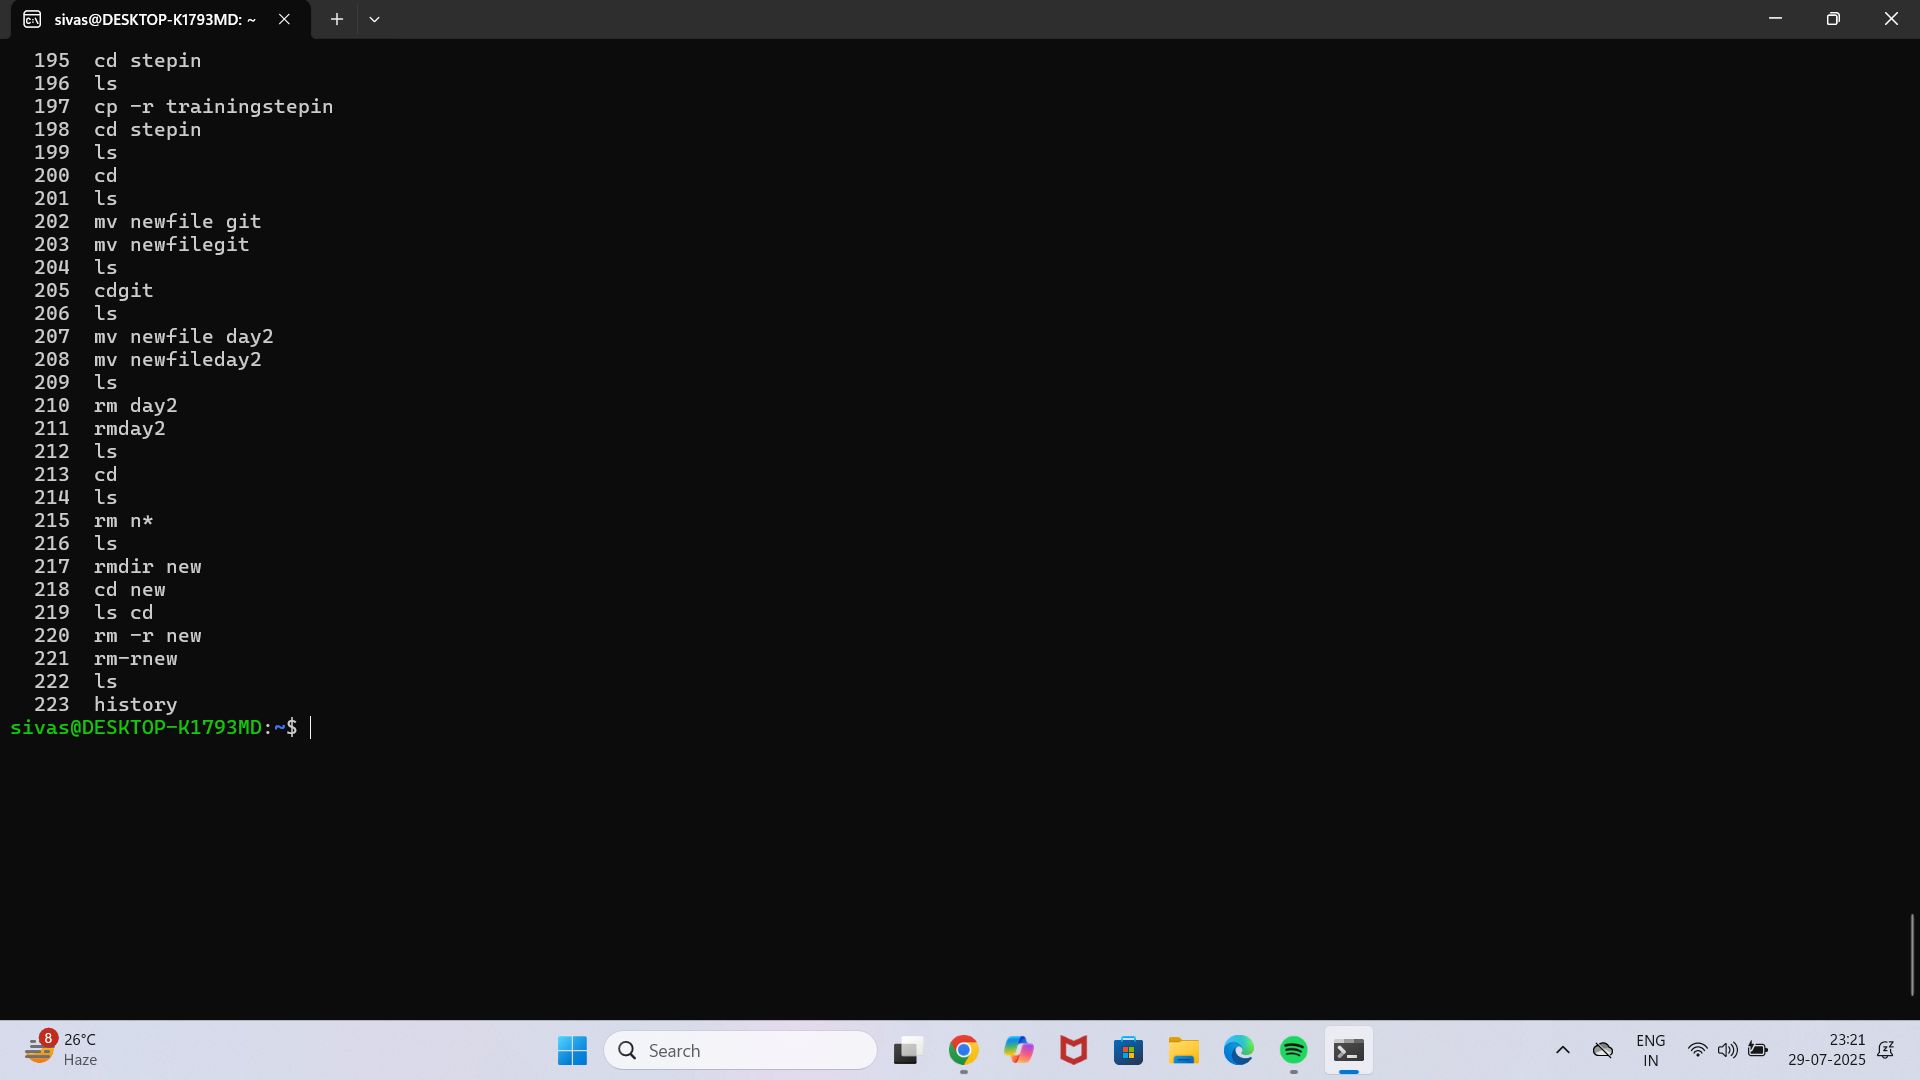 sivas@DESKTOP-K1793MD: ~
195 cd stepin
196 ls
197 cp -r trainingstepin
198 cd stepin
199 ls
200 cd
201 ls
202 mv newfile git
203 mv newfilegit
204 ls
205 cdgit
206 ls
207 mv newfile day2
208 mv newfileday2
209 ls
210 rm day2
211 rmday2
212 ls
213 cd
214 ls
215 rm n*
216 ls
217 rmdir new
218 cd new
219 ls cd
220 rm -r new
221 rm-rnew
222 ls
223 history
sivas@DESKTOP-K1793MD:~$
8
26°C
Haze
Search
ENG
IN
23:21
29-07-2025